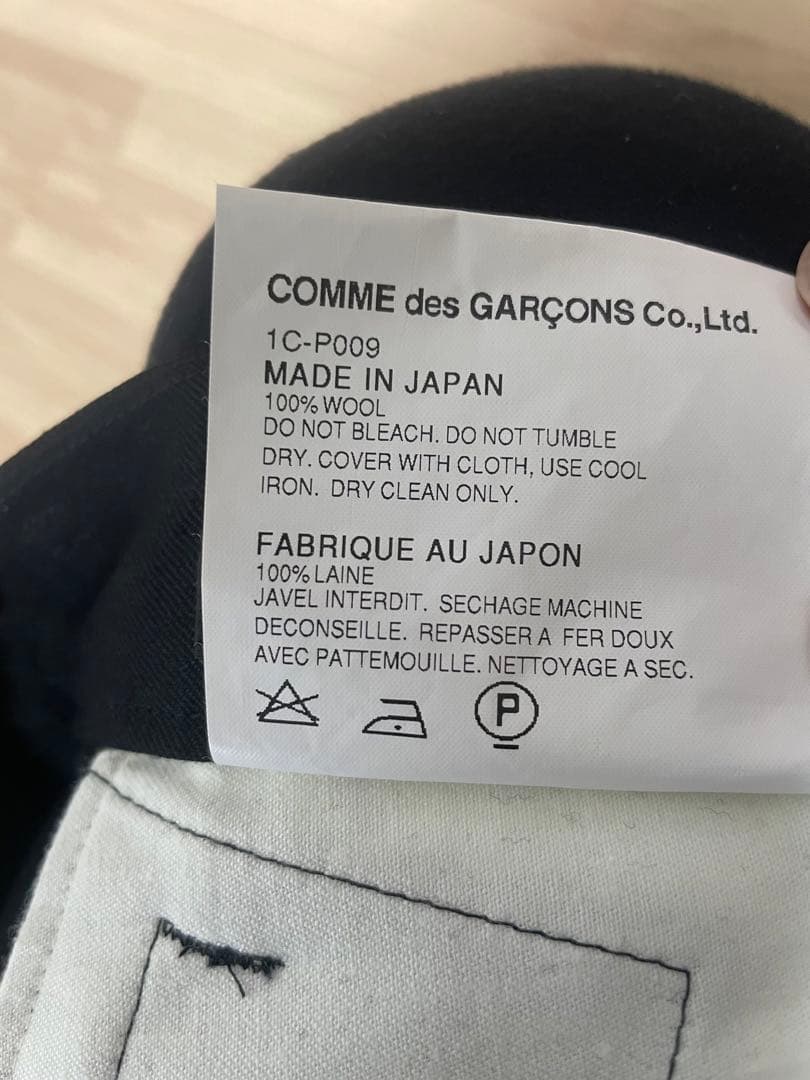 COMME des GARÇONS Co.,Ltd.
1C-P009
MADE IN JAPAN
100% WOOL
DO NOT BLEACH. DO NOT TUMBLE
DRY. COVER WITH CLOTH, USE COOL
IRON. DRY CLEAN ONLY.
FABRIQUE AU JAPON
100% LAINE
JAVEL INTERDIT. SECHAGE MACHINE
DECONSEILLE. REPASSER A FER DOUX
AVEC PATTEMOUILLE. NETTOYAGE A SEC.
P